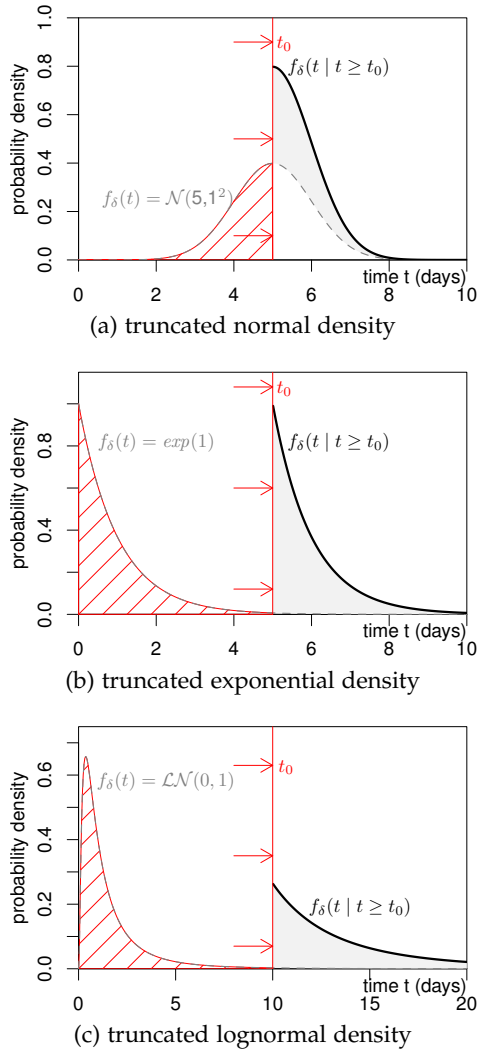 1.0
0.8
0.6
0.4
0.2
0.0
probability density
t₀
f_δ(t | t ≥ t₀)
f_δ(t) = 𝒩(5,1²)
0 2 4 6 8 10
time t (days)
(a) truncated normal density
0.8
0.4
0.0
probability density
t₀
f_δ(t) = exp(1)
f_δ(t | t ≥ t₀)
0 2 4 6 8 10
time t (days)
(b) truncated exponential density
0.6
0.4
0.2
0.0
probability density
f_δ(t) = ℒ𝒩(0, 1)
t₀
f_δ(t | t ≥ t₀)
0 5 10 15 20
time t (days)
(c) truncated lognormal density